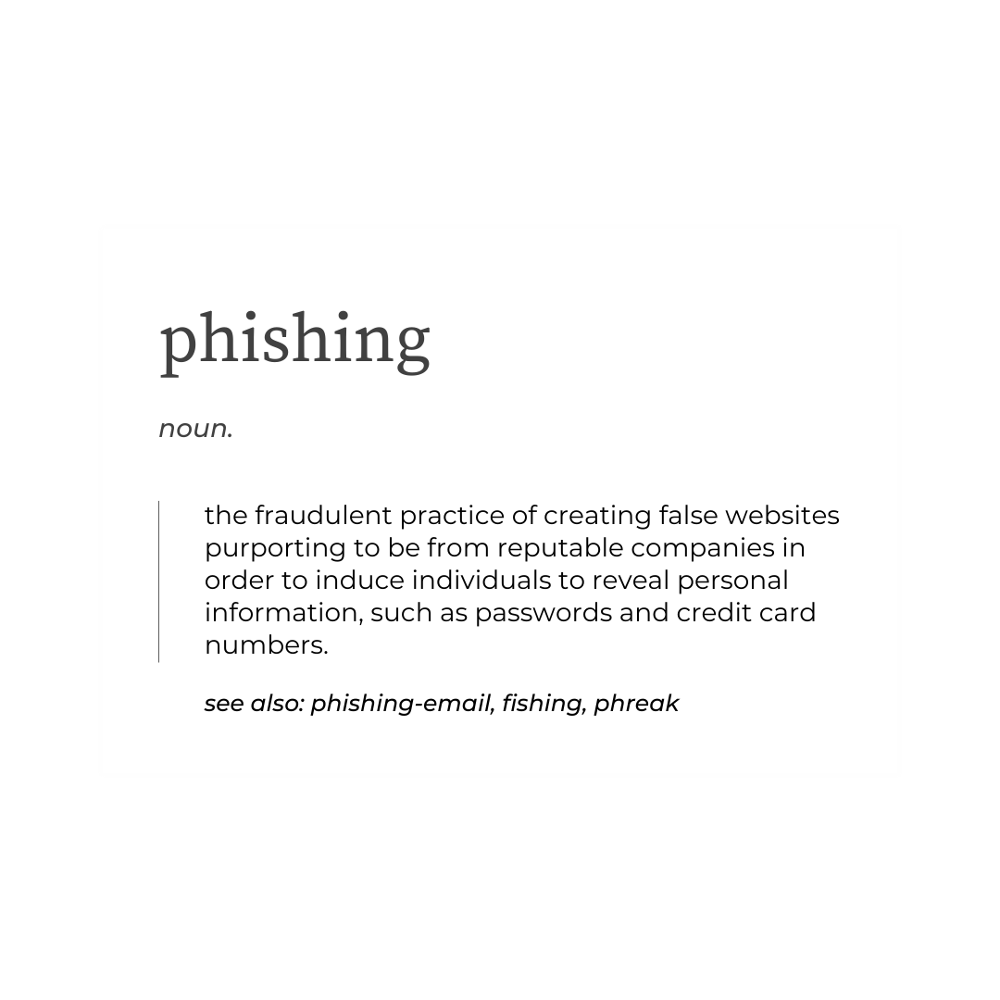 phishing
noun.
the fraudulent practice of creating false websites
purporting to be from reputable companies in
order to induce individuals to reveal personal
information, such as passwords and credit card
numbers.
see also: phishing-email, fishing, phreak